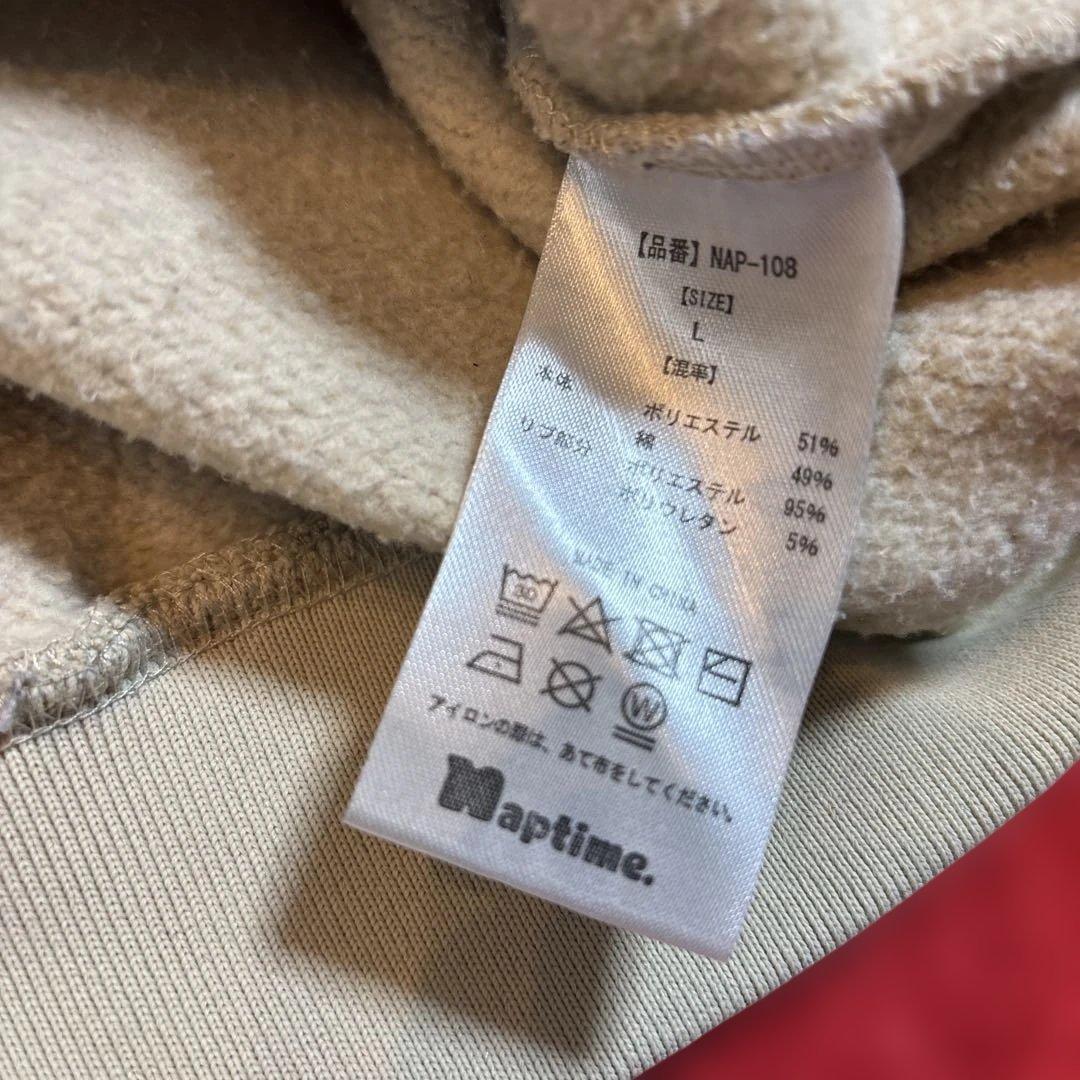 【品番】NAP-108
【SIZE】
L
【混率】
本体 ポリエステル 51%
綿 49%
リブ部分 ポリエステル 95%
ポリウレタン 5%
MADE IN CHINA
30
W
アイロンの際は、あて布をしてください。
Naptime.